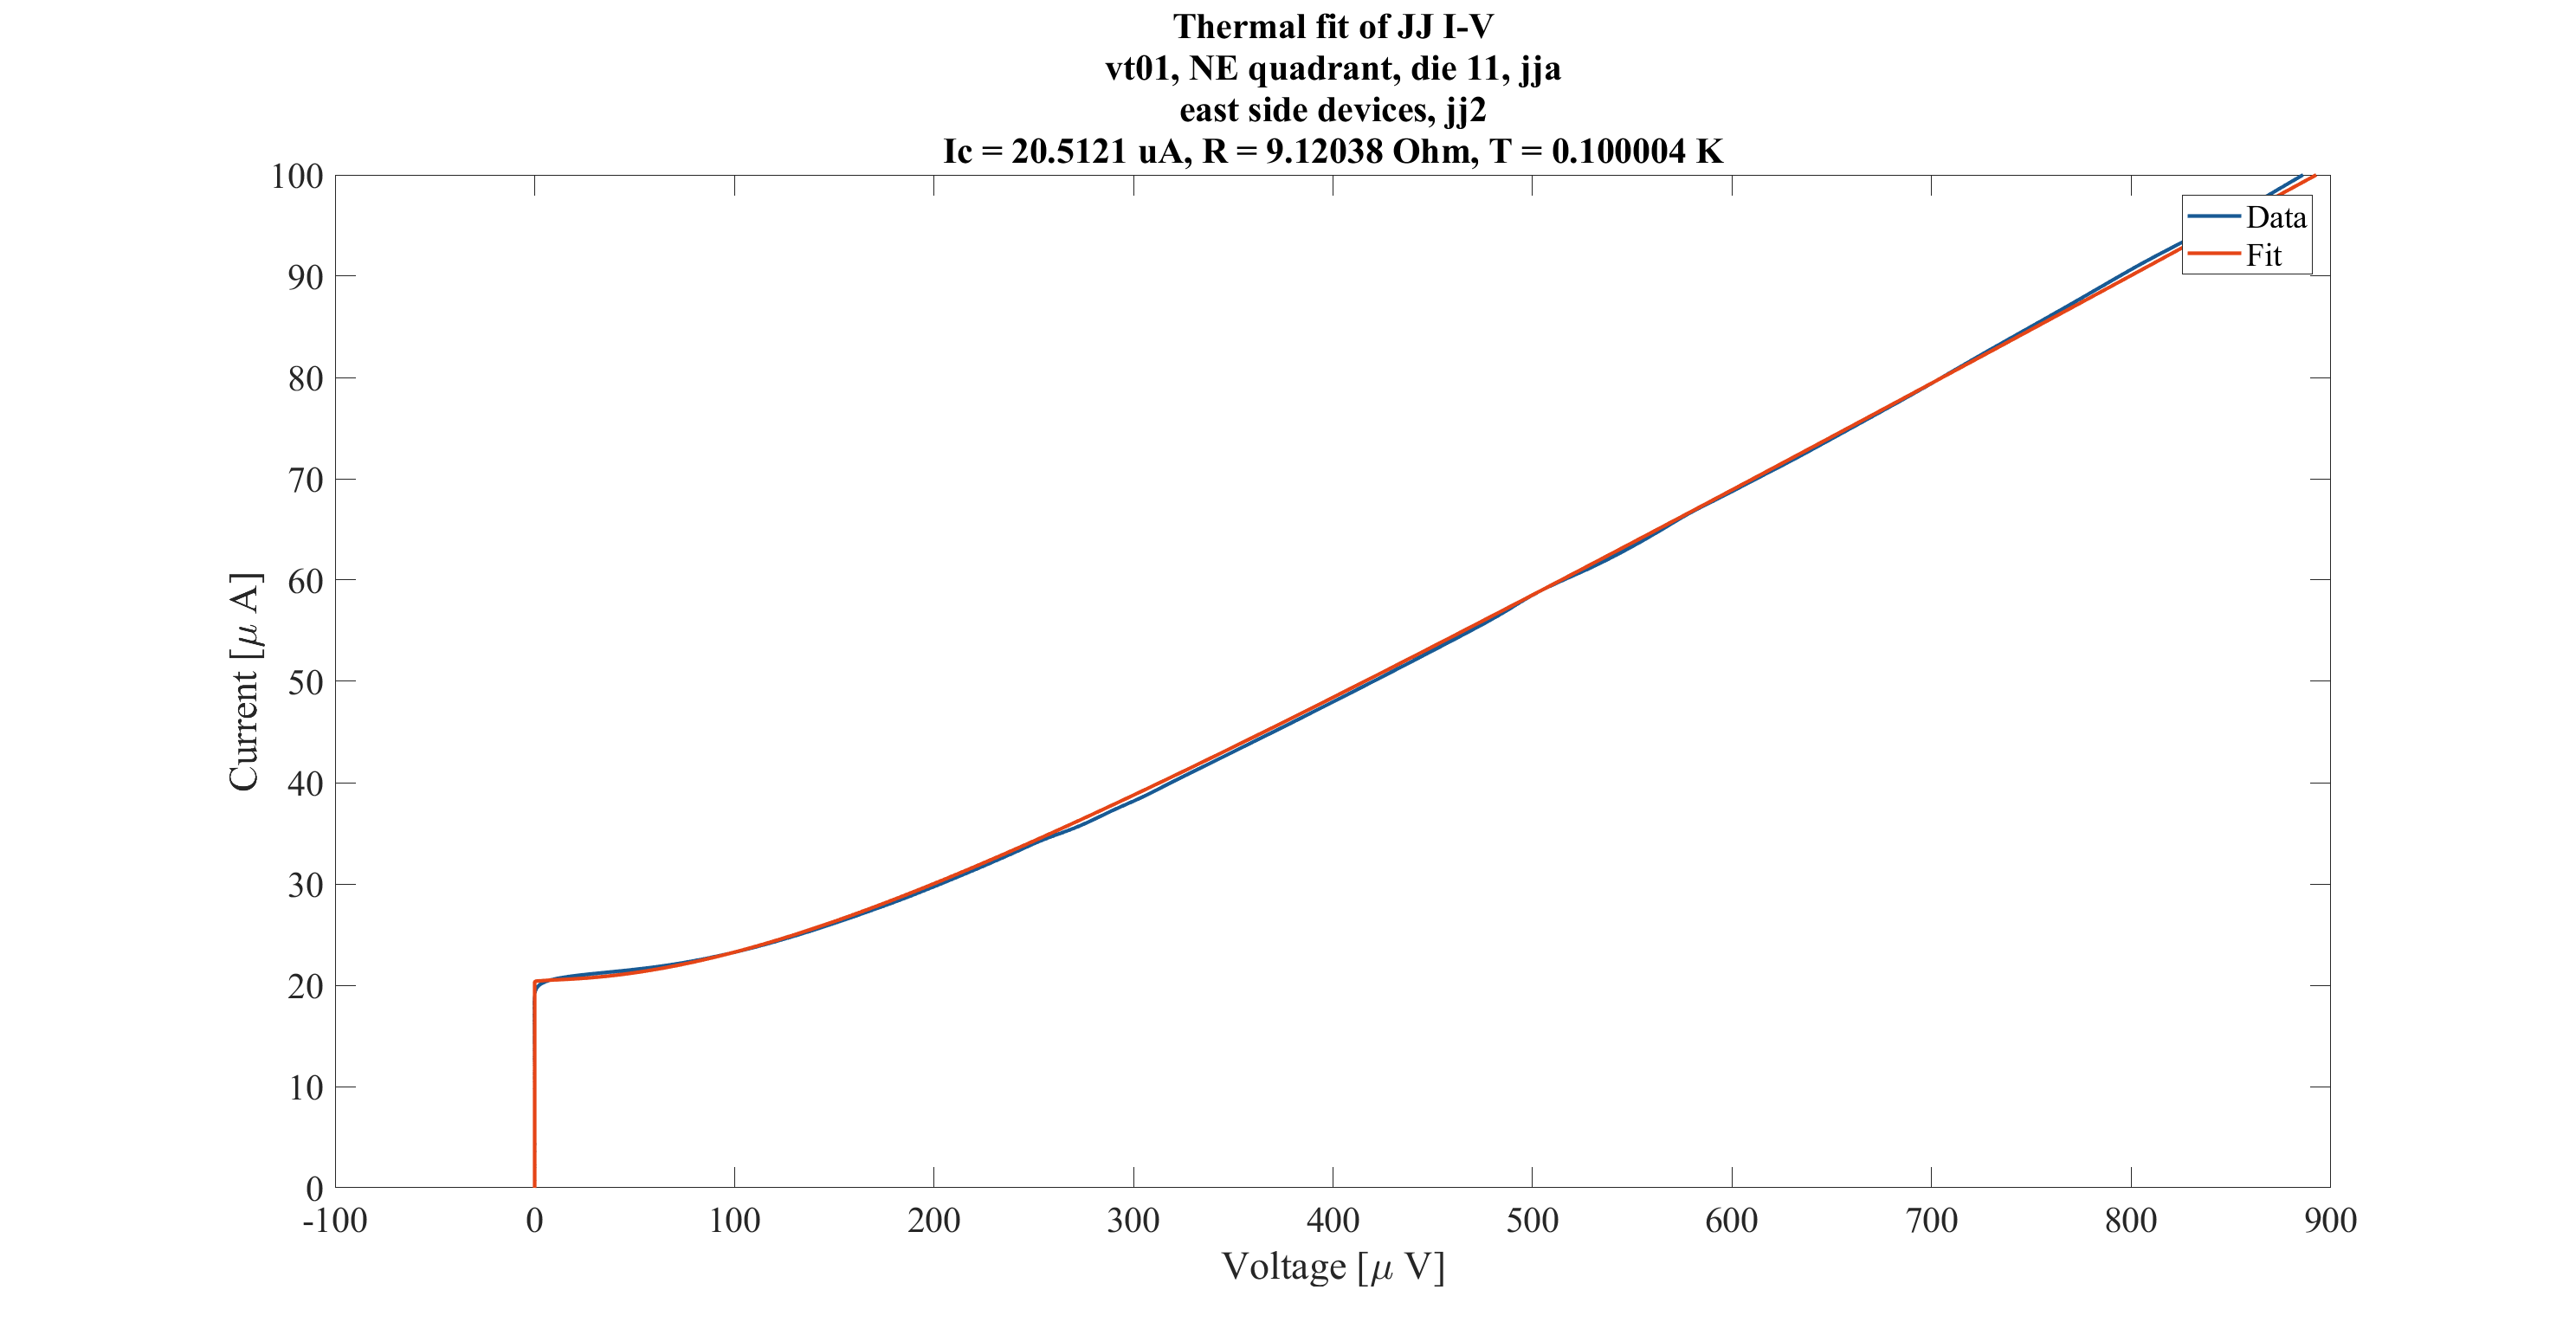 Thermal fit of JJ I-V
vt01, NE quadrant, die 11, jja
east side devices, jj2
Ic = 20.5121 uA, R = 9.12038 Ohm, T = 0.100004 K
100
90
80
70
60
50
40
30
20
10
0
Current [μ A]
Data
Fit
-100
0
100
200
300
400
500
600
700
800
900
Voltage [μ V]